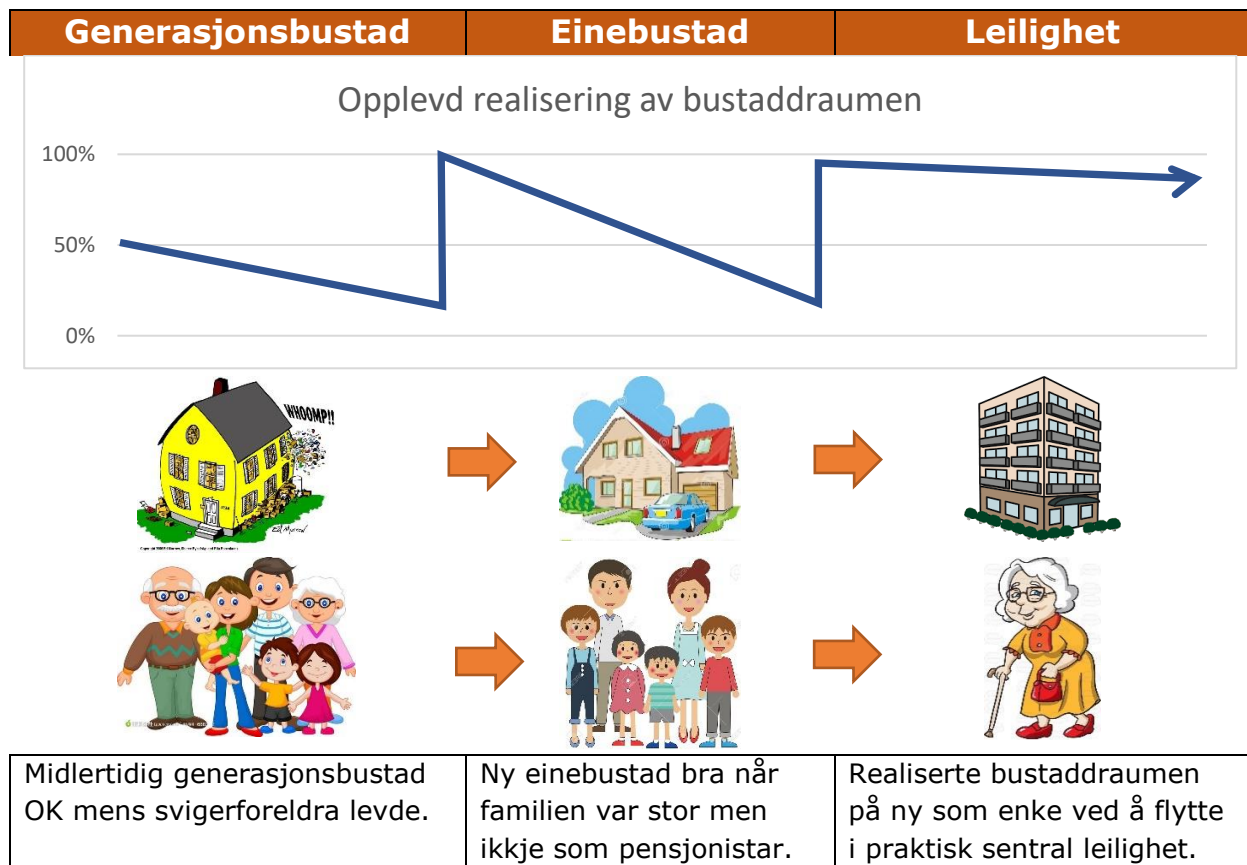 Generasjonsbustad
Einebustad
Leilighet
Opplevd realisering av bustaddraumen
100%
50%
0%
WHOOMP!!
Midlertidig generasjonsbustad
OK mens svigerforeldra levde.
Ny einebustad bra når
familien var stor men
ikkje som pensjonistar.
Realiserte bustaddraumen
på ny som enke ved å flytte
i praktisk sentral leilighet.